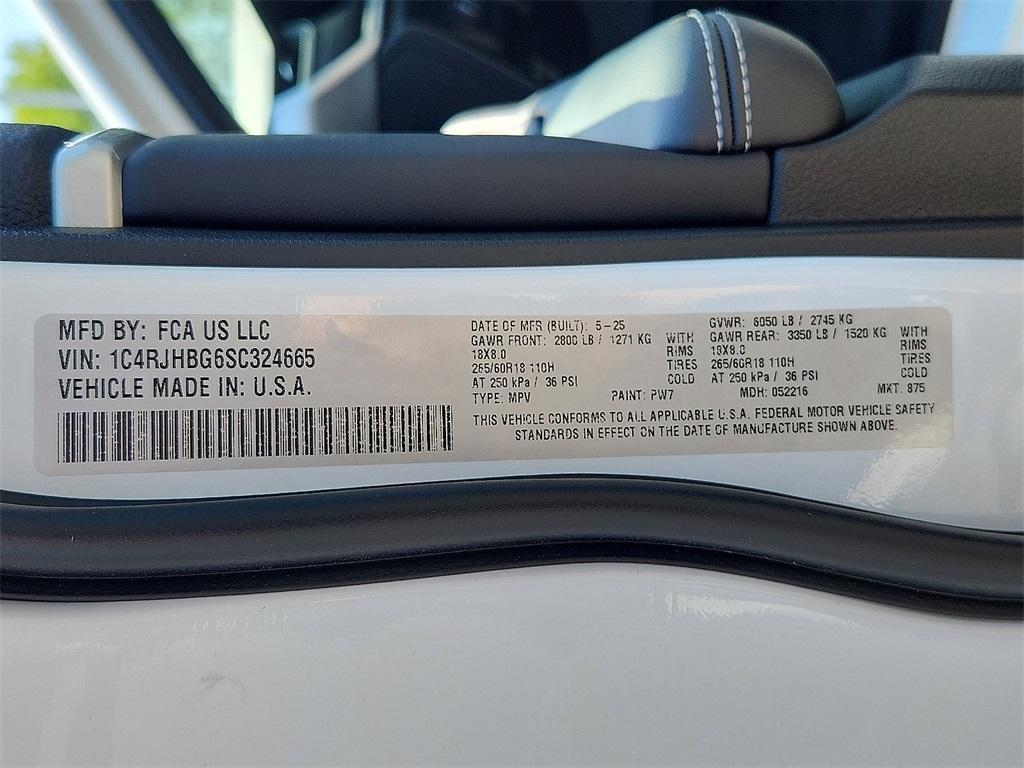 MFD BY: FCA US LLC
VIN: 1C4RJHBG6SC324665
VEHICLE MADE IN: U.S.A.
DATE OF MFR (BUILT): 5-25
GAWR FRONT: 2800 LB / 1271 KG WITH
18X8.0 RIMS
265/60R18 110H TIRES
AT 250 kPa / 36 PSI COLD
TYPE: MPV PAINT: PW7
GVWR: 6050 LB / 2745 KG
GAWR REAR: 3350 LB / 1520 KG WITH
18X8.0 RIMS
265/60R18 110H TIRES
AT 250 kPa / 36 PSI COLD
MDH: 052216 MKT: 875
THIS VEHICLE CONFORMS TO ALL APPLICABLE U.S.A. FEDERAL MOTOR VEHICLE SAFETY
STANDARDS IN EFFECT ON THE DATE OF MANUFACTURE SHOWN ABOVE.